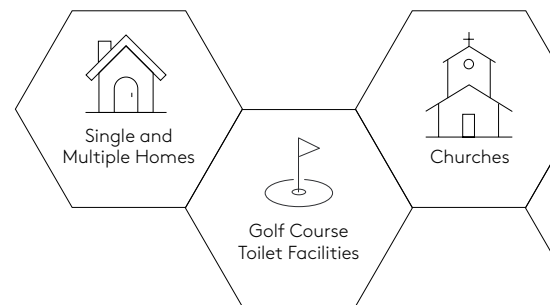 Single and
Multiple Homes
Churches
Golf Course
Toilet Facilities